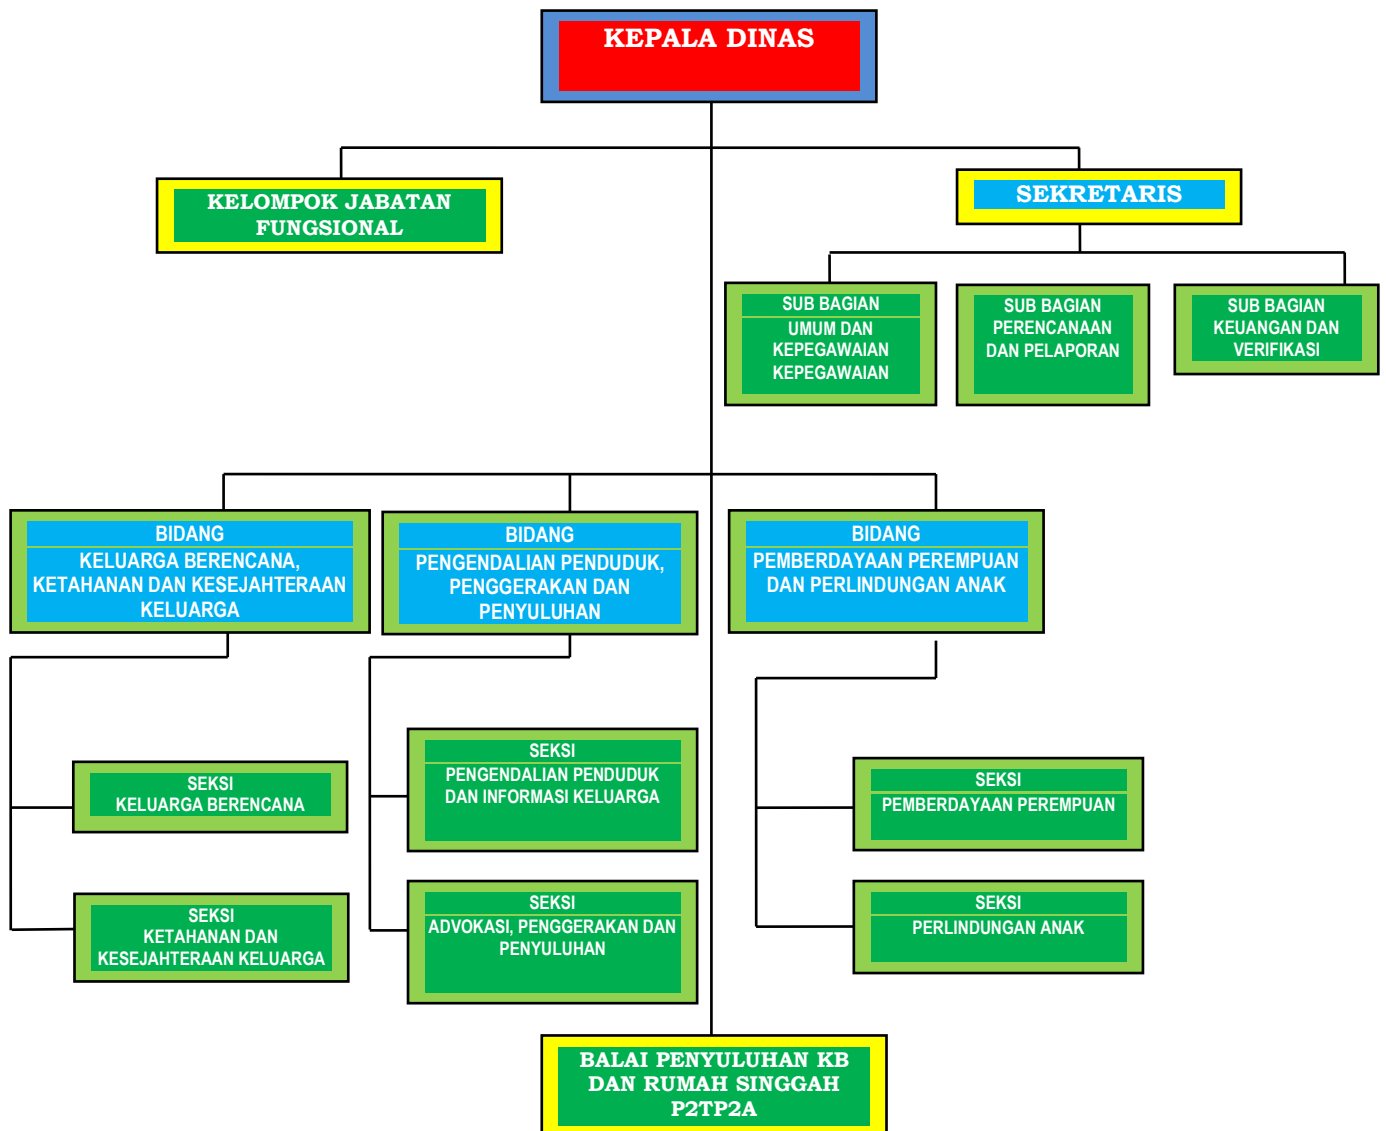 KEPALA DINAS
KELOMPOK JABATAN
FUNGSIONAL
SEKRETARIS
SUB BAGIAN
UMUM DAN
KEPEGAWAIAN
KEPEGAWAIAN
SUB BAGIAN
PERENCANAAN
DAN PELAPORAN
SUB BAGIAN
KEUANGAN DAN
VERIFIKASI
BIDANG
KELUARGA BERENCANA,
KETAHANAN DAN KESEJAHTERAAN
KELUARGA
BIDANG
PENGENDALIAN PENDUDUK,
PENGGERAKAN DAN
PENYULUHAN
BIDANG
PEMBERDAYAAN PEREMPUAN
DAN PERLINDUNGAN ANAK
SEKSI
KELUARGA BERENCANA
SEKSI
KETAHANAN DAN
KESEJAHTERAAN KELUARGA
SEKSI
PENGENDALIAN PENDUDUK
DAN INFORMASI KELUARGA
SEKSI
ADVOKASI, PENGGERAKAN DAN
PENYULUHAN
SEKSI
PEMBERDAYAAN PEREMPUAN
SEKSI
PERLINDUNGAN ANAK
BALAI PENYULUHAN KB
DAN RUMAH SINGGAH
P2TP2A